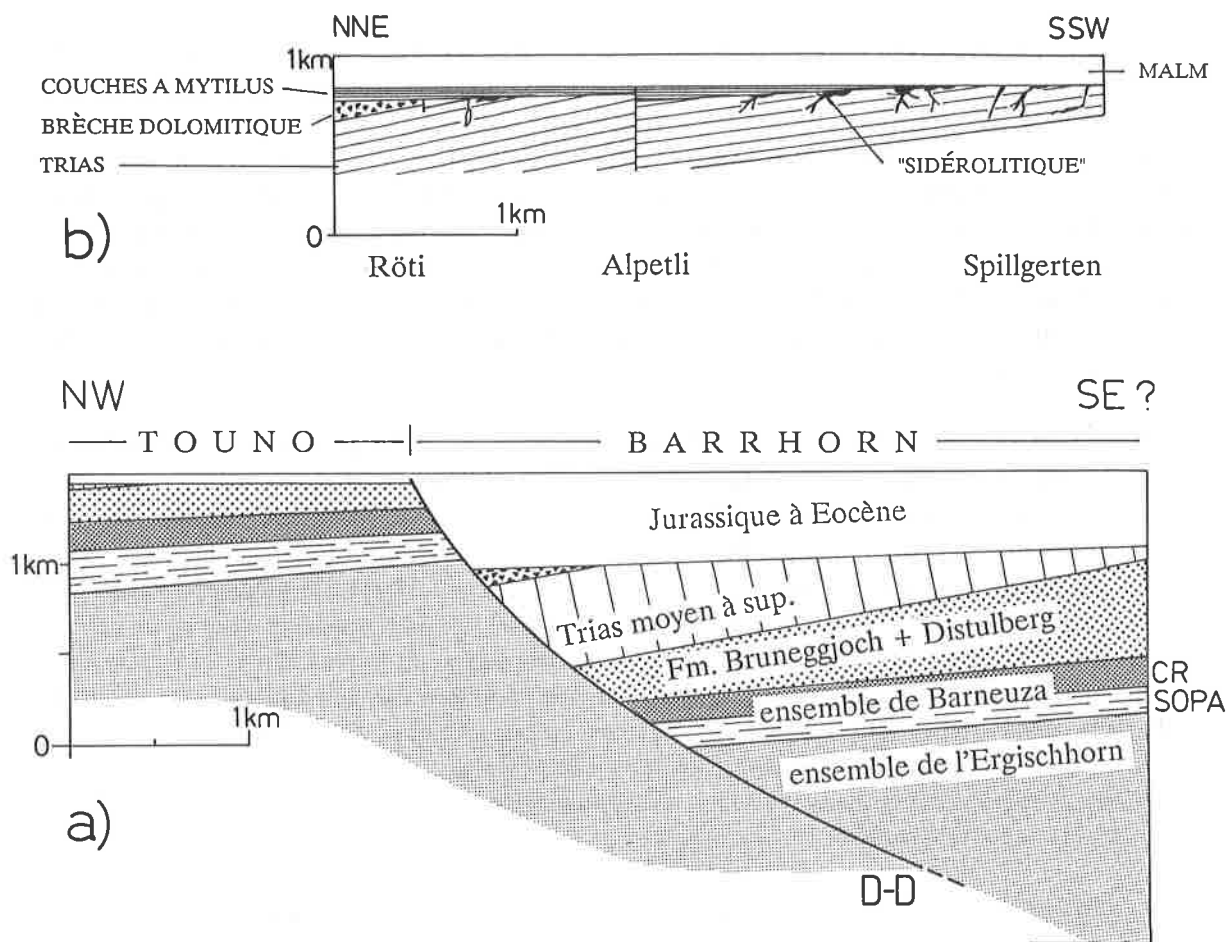 NNE SSW
1km
MALM
COUCHES A MYTILUS
BRÈCHE DOLOMITIQUE
TRIAS
"SIDÉROLITIQUE"
1km
0
b)
Röti Alpetli Spillgerten
NW SE ?
TOUNO BARRHORN
Jurassique à Eocène
1km
Trias moyen à sup.
Fm. Bruneggjoch + Distulberg
CR
ensemble de Barneuza
SOPA
1km
0
ensemble de l'Ergischhorn
a)
D-D